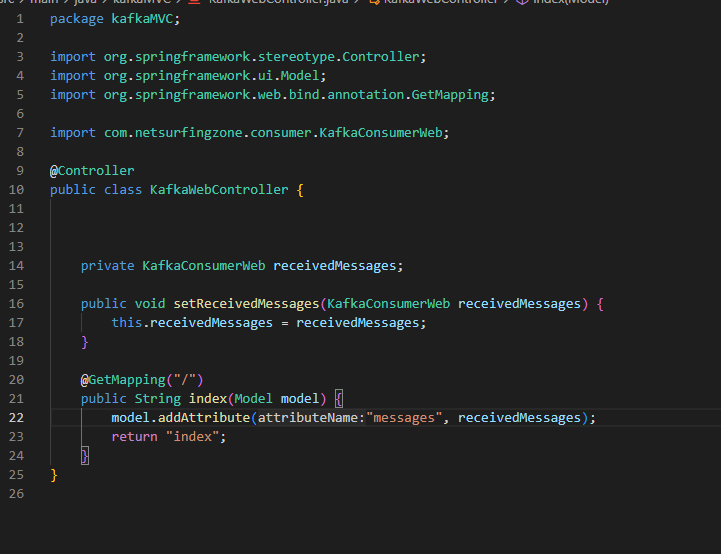 src > main > java > kafkaMVC > KafkaWebController.java > KafkaWebController > index(Model)
1 package kafkaMVC;
2
3 import org.springframework.stereotype.Controller;
4 import org.springframework.ui.Model;
5 import org.springframework.web.bind.annotation.GetMapping;
6
7 import com.netsurfingzone.consumer.KafkaConsumerWeb;
8
9 @Controller
10 public class KafkaWebController {
11
12
13
14 private KafkaConsumerWeb receivedMessages;
15
16 public void setReceivedMessages(KafkaConsumerWeb receivedMessages) {
17 this.receivedMessages = receivedMessages;
18 }
19
20 @GetMapping("/")
21 public String index(Model model) {
22 model.addAttribute(attributeName:"messages", receivedMessages);
23 return "index";
24 }
25 }
26